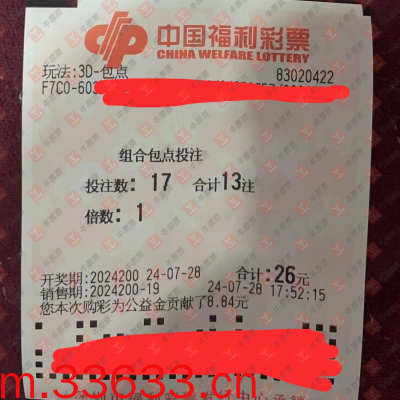 中国福利彩票
CHINA WELFARE LOTTERY
玩法:3D-包点 83020422
F7C0-603
组合包点投注
投注数: 17 合计13注
倍数: 1
开奖期:2024200 24-07-28 合计:26元
销售期:2024200-19 24-07-28 17:52:15
您本次购彩为公益金贡献了8.84元
m.33633.cn